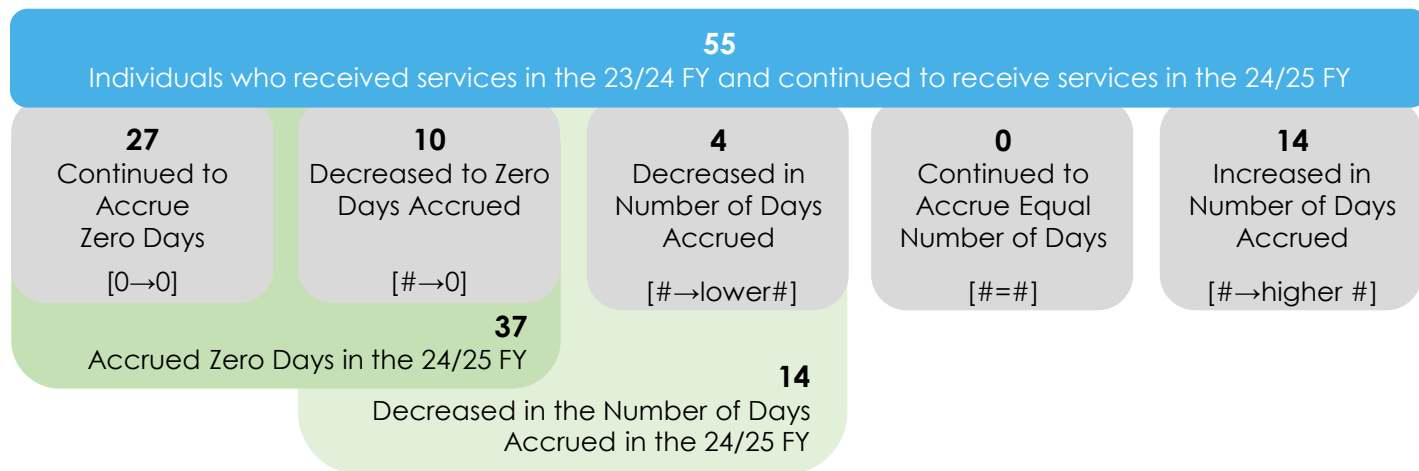 55
Individuals who received services in the 23/24 FY and continued to receive services in the 24/25 FY
27
Continued to
Accrue
Zero Days
[0→0]
10
Decreased to Zero
Days Accrued
[#→0]
4
Decreased in
Number of Days
Accrued
[#→lower#]
0
Continued to
Accrue Equal
Number of Days
[#=#]
14
Increased in
Number of Days
Accrued
[#→higher #]
37
Accrued Zero Days in the 24/25 FY
14
Decreased in the Number of Days
Accrued in the 24/25 FY